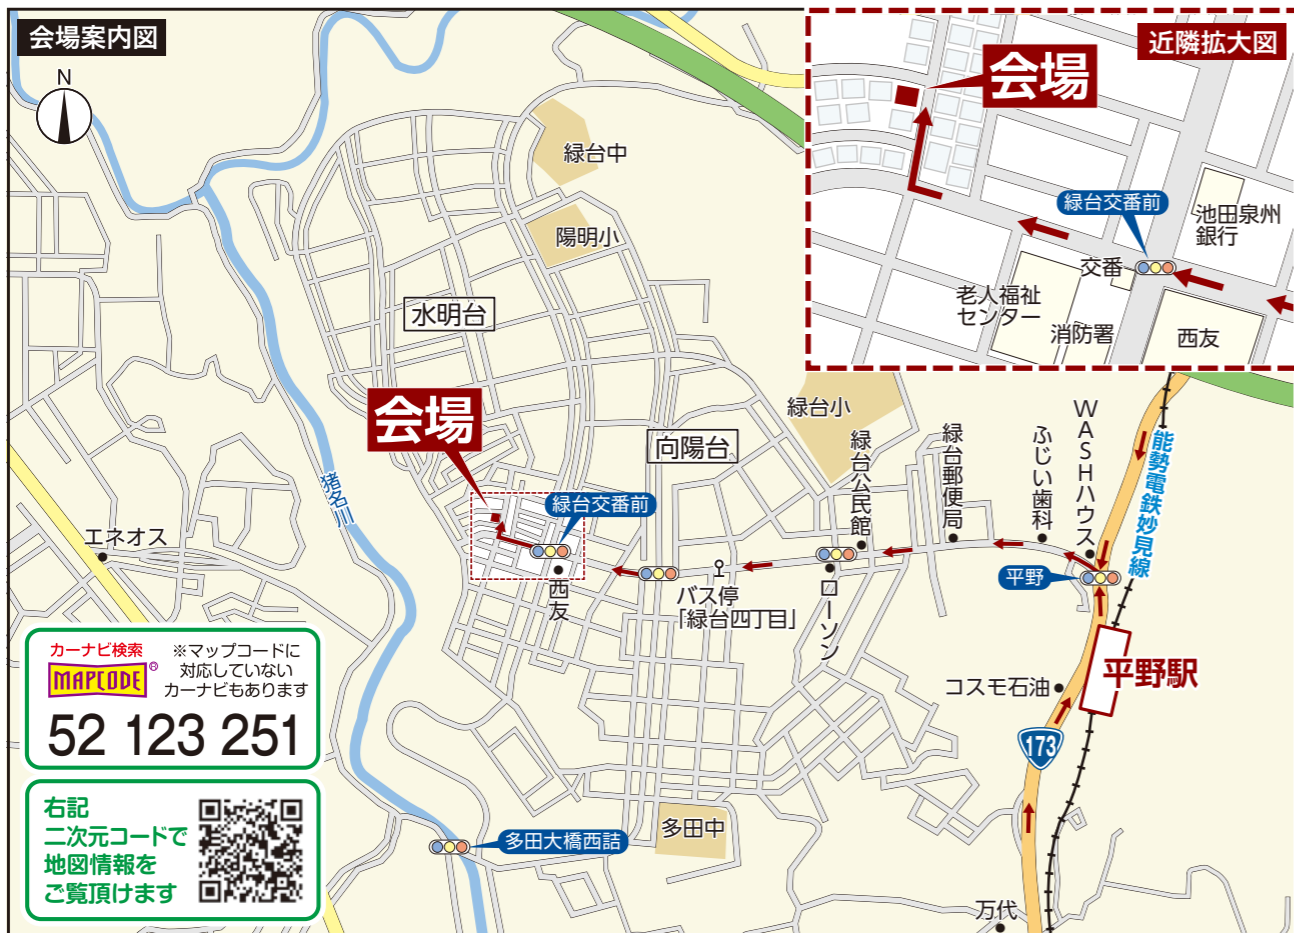 会場案内図
N
近隣拡大図
会場
緑台交番前
池田泉州
銀行
交番
老人福祉
センター
消防署
西友
緑台中
陽明小
水明台
会場
向陽台
緑台小
緑台公民館
緑台郵便局
ふじい歯科
WASHハウス
能勢電鉄妙見線
猪名川
エネオス
緑台交番前
西友
バス停
「緑台四丁目」
ローソン
平野
平野駅
コスモ石油
173
カーナビ検索
MAPCODE®
※マップコードに
対応していない
カーナビもあります
52 123 251
右記
二次元コードで
地図情報を
ご覧頂けます
多田大橋西詰
多田中
万代